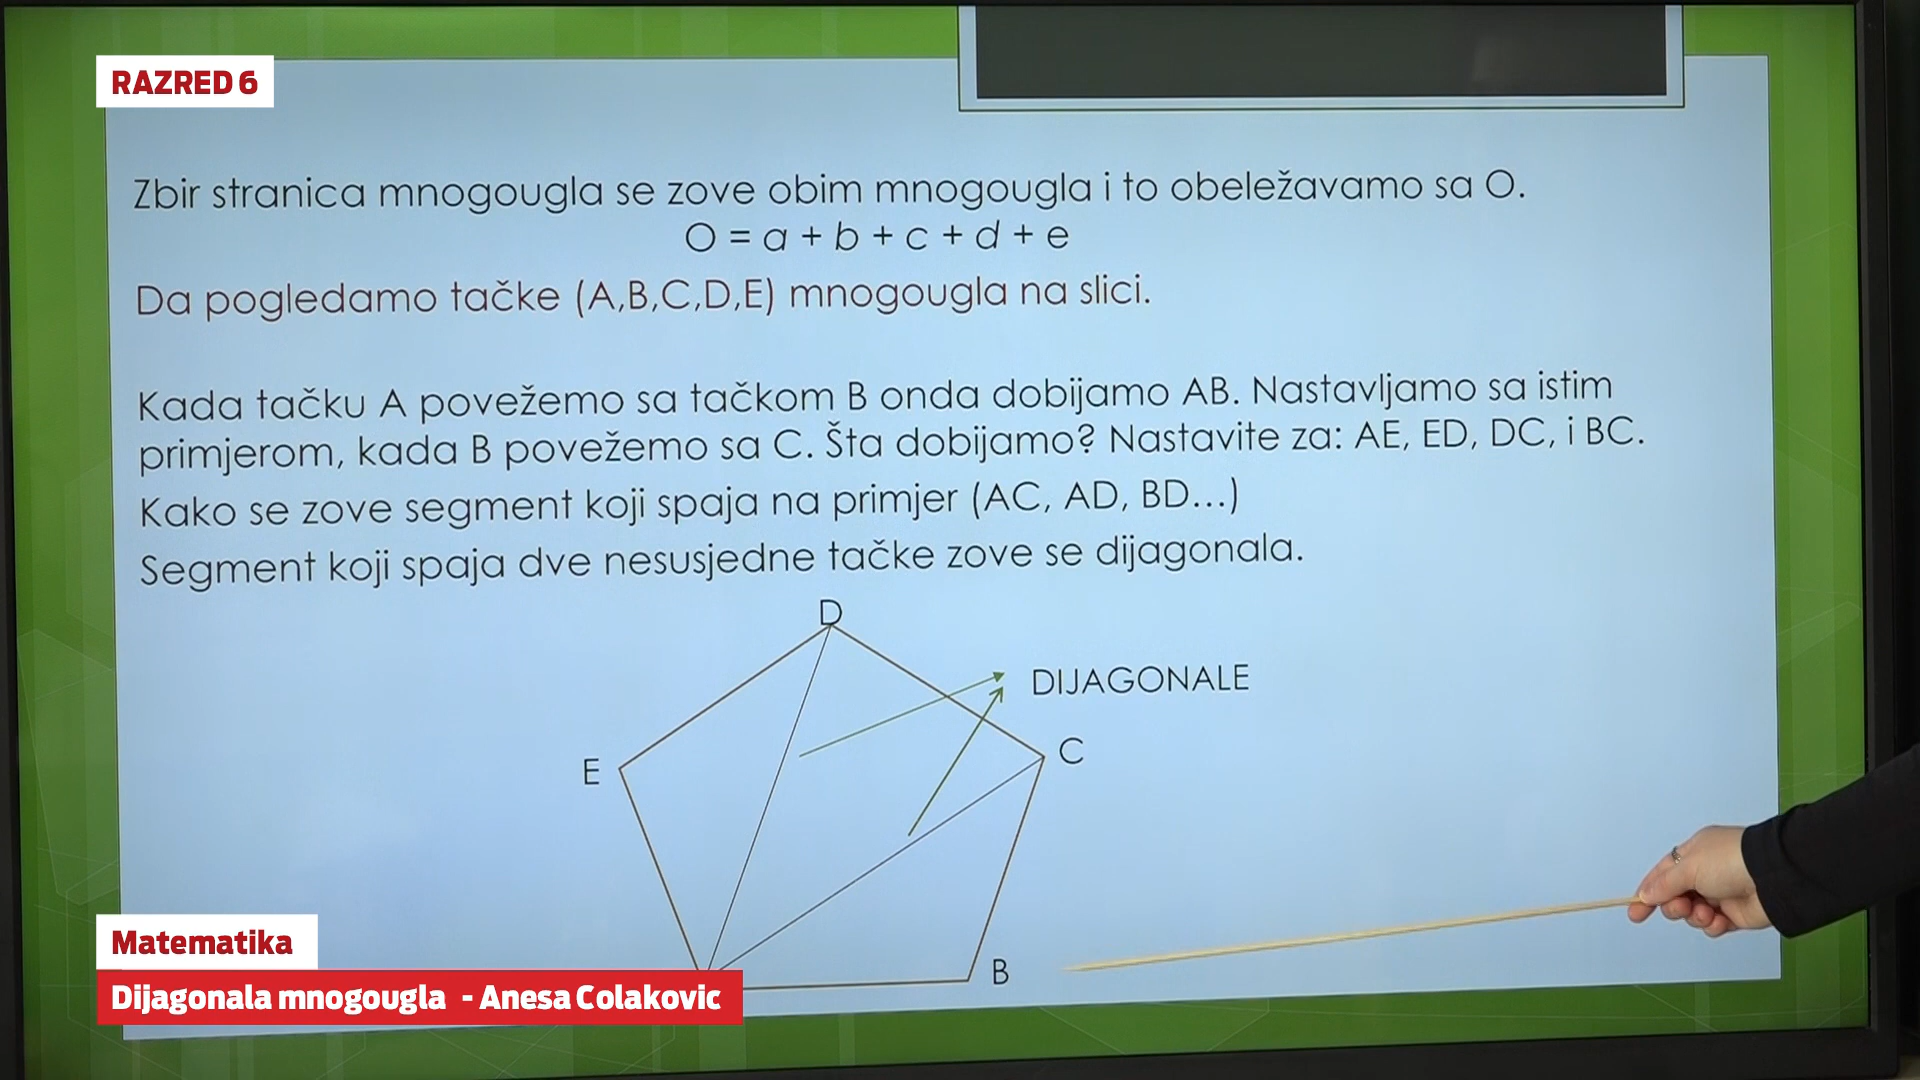 RAZRED 6
Zbir stranica mnogougla se zove obim mnogougla i to obeležavamo sa O.
O = a + b + c + d + e
Da pogledamo tačke (A,B,C,D,E) mnogougla na slici.
Kada tačku A povežemo sa tačkom B onda dobijamo AB. Nastavljamo sa istim
primjerom, kada B povežemo sa C. Šta dobijamo? Nastavite za: AE, ED, DC, i BC.
Kako se zove segment koji spaja na primjer (AC, AD, BD...)
Segment koji spaja dve nesusjedne tačke zove se dijagonala.
D
DIJAGONALE
C
E
B
Matematika
Dijagonala mnogougla - Anesa Colakovic